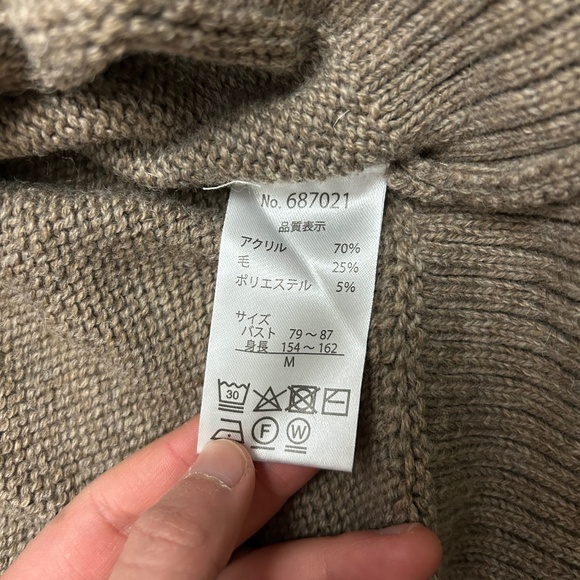 No. 687021
品質表示
アクリル 70%
毛 25%
ポリエステル 5%
サイズ
バスト 79～87
身長 154～162
M
30
F W